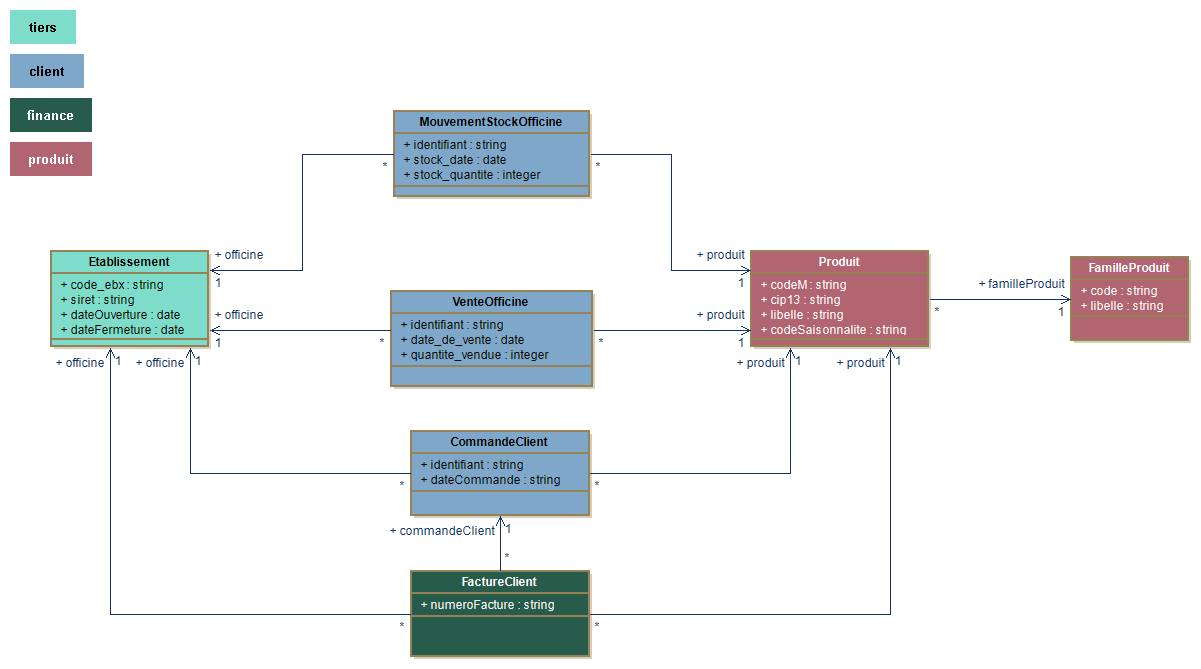 tiers
client
finance
produit
MouvementStockOfficine
+ identifiant : string
+ stock_date : date
+ stock_quantite : integer
*
*
+ officine
1
+ produit
1
Etablissement
+ code_ebx : string
+ siret : string
+ dateOuverture : date
+ dateFermeture : date
Produit
+ codeM : string
+ cip13 : string
+ libelle : string
+ codeSaisonnalite : string
FamilleProduit
+ code : string
+ libelle : string
+ familleProduit
*
1
VenteOfficine
+ identifiant : string
+ date_de_vente : date
+ quantite_vendue : integer
+ officine
1
*
*
+ produit
1
+ officine
1
+ officine
1
+ produit
1
+ produit
1
CommandeClient
+ identifiant : string
+ dateCommande : string
*
*
+ commandeClient
1
*
FactureClient
+ numeroFacture : string
*
*